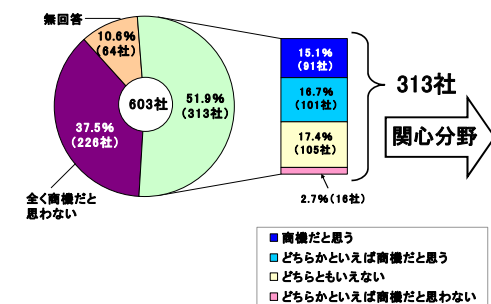 無回答
10.6%
(64社)
603社
51.9%
(313社)
37.5%
(226社)
全く商機だと
思わない
15.1%
(91社)
16.7%
(101社)
17.4%
(105社)
2.7%(16社)
313社
関心分野
商機だと思う
どちらかといえば商機だと思う
どちらともいえない
どちらかといえば商機だと思わない